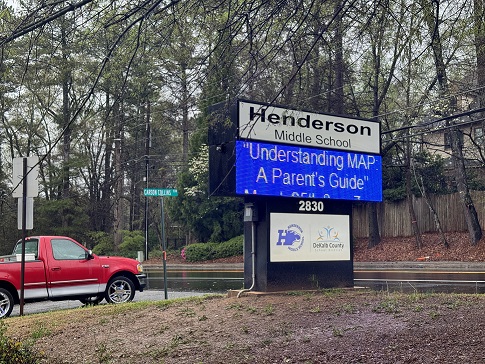 Henderson
Middle School
"Understanding MAP
A Parent's Guide"
2830
DeKalb County